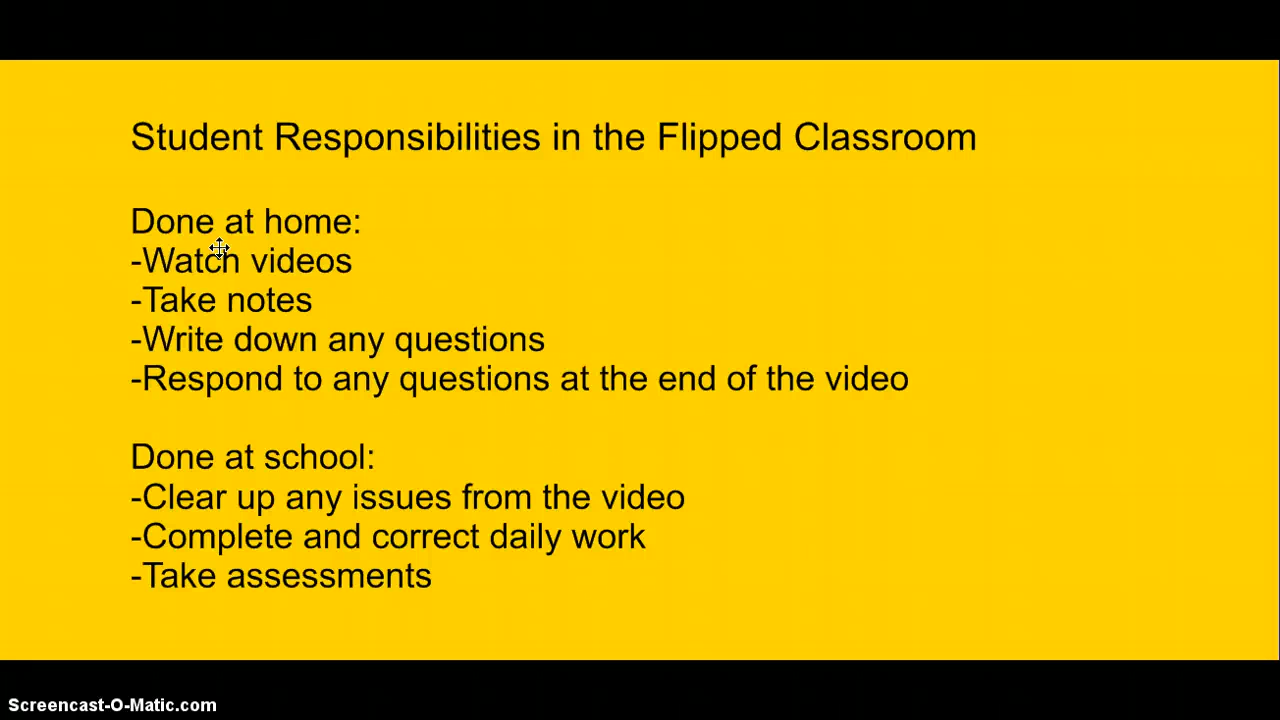 Student Responsibilities in the Flipped Classroom
Done at home:
-Watch videos
-Take notes
-Write down any questions
-Respond to any questions at the end of the video
Done at school:
-Clear up any issues from the video
-Complete and correct daily work
-Take assessments
Screencast-O-Matic.com